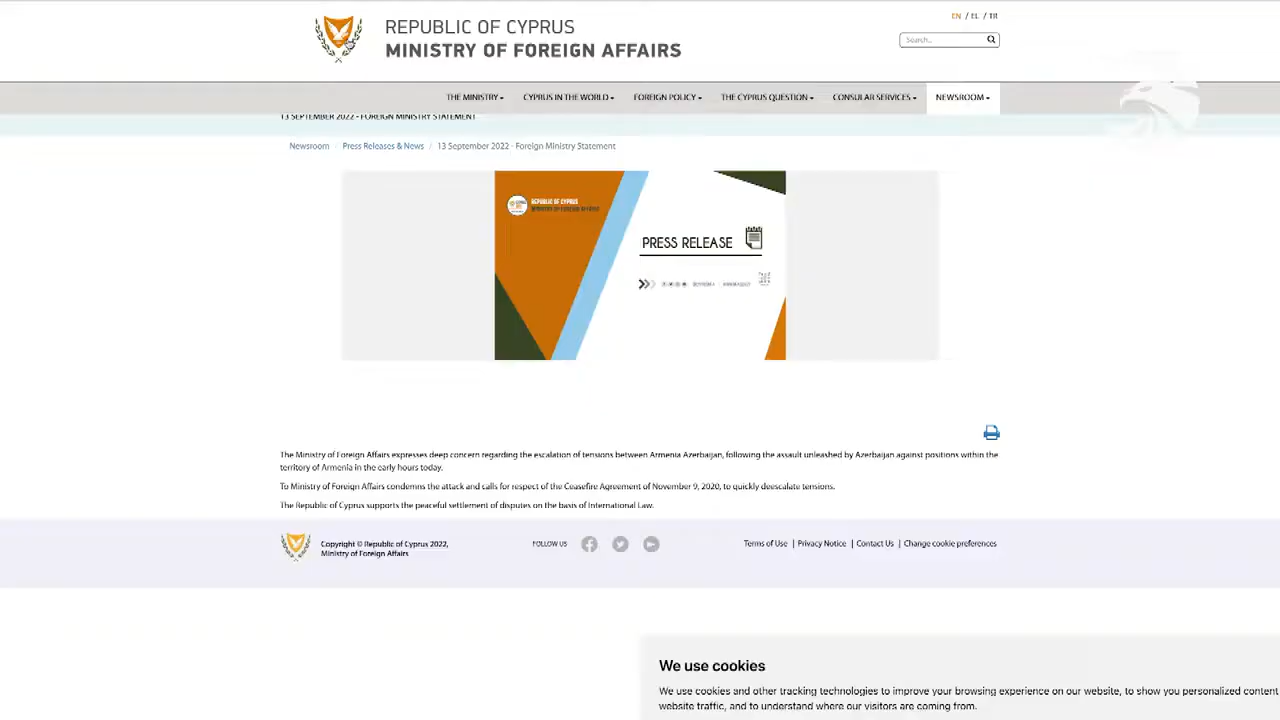 REPUBLIC OF CYPRUS
MINISTRY OF FOREIGN AFFAIRS
EN / EL / TR
Search...
THE MINISTRY
CYPRUS IN THE WORLD
FOREIGN POLICY
THE CYPRUS QUESTION
CONSULAR SERVICES
NEWSROOM
13 SEPTEMBER 2022 - FOREIGN MINISTRY STATEMENT
Newsroom / Press Releases & News / 13 September 2022 - Foreign Ministry Statement
REPUBLIC OF CYPRUS
MINISTRY OF FOREIGN AFFAIRS
PRESS RELEASE
The Ministry of Foreign Affairs expresses deep concern regarding the escalation of tensions between Armenia Azerbaijan, following the assault unleashed by Azerbaijan against positions within the
territory of Armenia in the early hours today.
To Ministry of Foreign Affairs condemns the attack and calls for respect of the Ceasefire Agreement of November 9, 2020, to quickly deescalate tensions.
The Republic of Cyprus supports the peaceful settlement of disputes on the basis of International Law.
Copyright © Republic of Cyprus 2022,
Ministry of Foreign Affairs
FOLLOW US
Terms of Use | Privacy Notice | Contact Us | Change cookie preferences
We use cookies
We use cookies and other tracking technologies to improve your browsing experience on our website, to show you personalized content
website traffic, and to understand where our visitors are coming from.